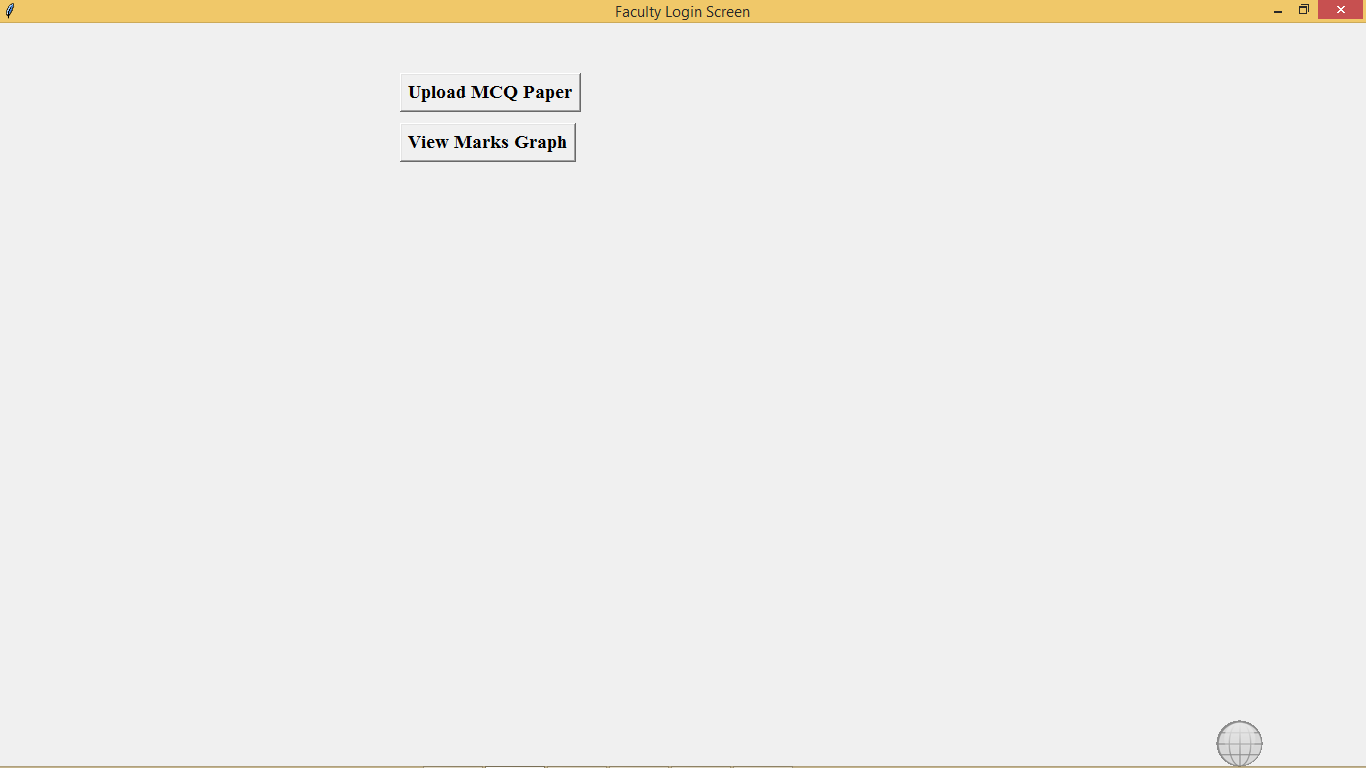 Faculty Login Screen
Upload MCQ Paper
View Marks Graph